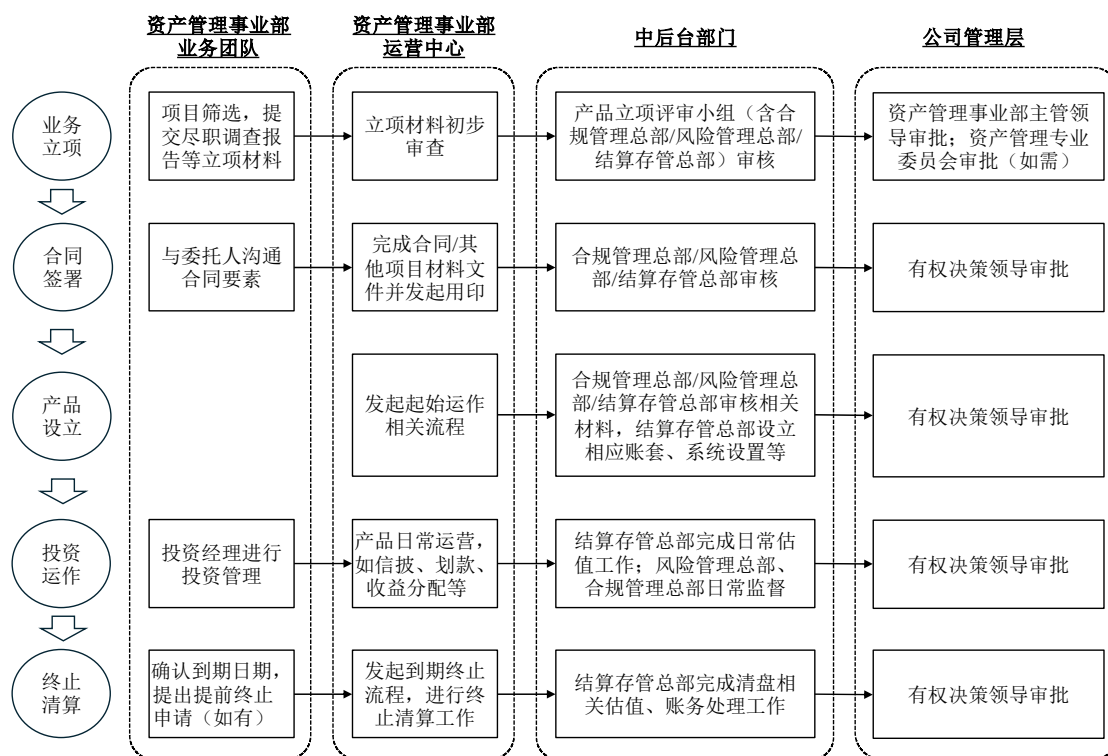 资产管理事业部
业务团队
资产管理事业部
运营中心
中后台部门
公司管理层
业务
立项
项目筛选，提
交尽职调查报
告等立项材料
立项材料初步
审查
产品立项评审小组（含合
规管理总部/风险管理总部/
结算存管总部）审核
资产管理事业部主管领
导审批；资产管理专业
委员会审批（如需）
合同
签署
与委托人沟通
合同要素
完成合同/其
他项目材料文
件并发起用印
合规管理总部/风险管理总
部/结算存管总部审核
有权决策领导审批
产品
设立
发起起始运作
相关流程
合规管理总部/风险管理总
部/结算存管总部审核相关
材料，结算存管总部设立
相应账套、系统设置等
有权决策领导审批
投资
运作
投资经理进行
投资管理
产品日常运营，
如信披、划款、
收益分配等
结算存管总部完成日常估
值工作；风险管理总部、
合规管理总部日常监督
有权决策领导审批
终止
清算
确认到期日期，
提出提前终止
申请（如有）
发起到期终止
流程，进行终
止清算工作
结算存管总部完成清盘相
关估值、账务处理工作
有权决策领导审批